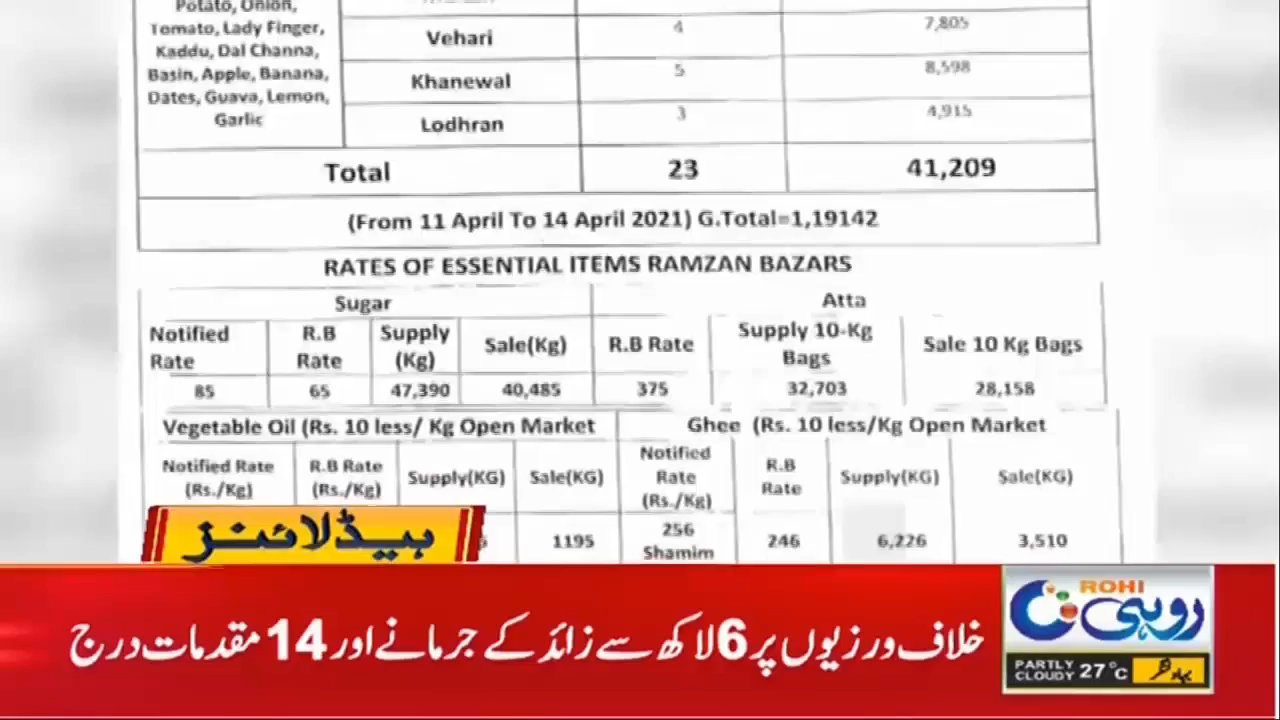 Potato, Onion,
Tomato, Lady Finger,
Kaddu, Dal Channa,
Basin, Apple, Banana,
Dates, Guava, Lemon,
Garlic
Vehari 4 7,805
Khanewal 5 8,598
Lodhran 3 4,915
Total 23 41,209
(From 11 April To 14 April 2021) G.Total=1,19142
RATES OF ESSENTIAL ITEMS RAMZAN BAZARS
Sugar Atta
Notified Rate R.B Rate Supply (Kg) Sale(Kg) R.B Rate Supply 10-Kg Bags Sale 10 Kg Bags
85 65 47,390 40,485 375 32,703 28,158
Vegetable Oil (Rs. 10 less/ Kg Open Market Ghee (Rs. 10 less/Kg Open Market
Notified Rate (Rs./Kg) R.B Rate (Rs./Kg) Supply(KG) Sale(KG) Notified Rate (Rs./Kg) R.B Rate Supply(KG) Sale(KG)
1195 256 Shamim 246 6,226 3,510
ہیڈلائنز
خلاف ورزیوں پر 6 لاکھ سے زائد کے جرمانے اور 14 مقدمات درج
ROHI
روہی
PARTLY CLOUDY 27°C